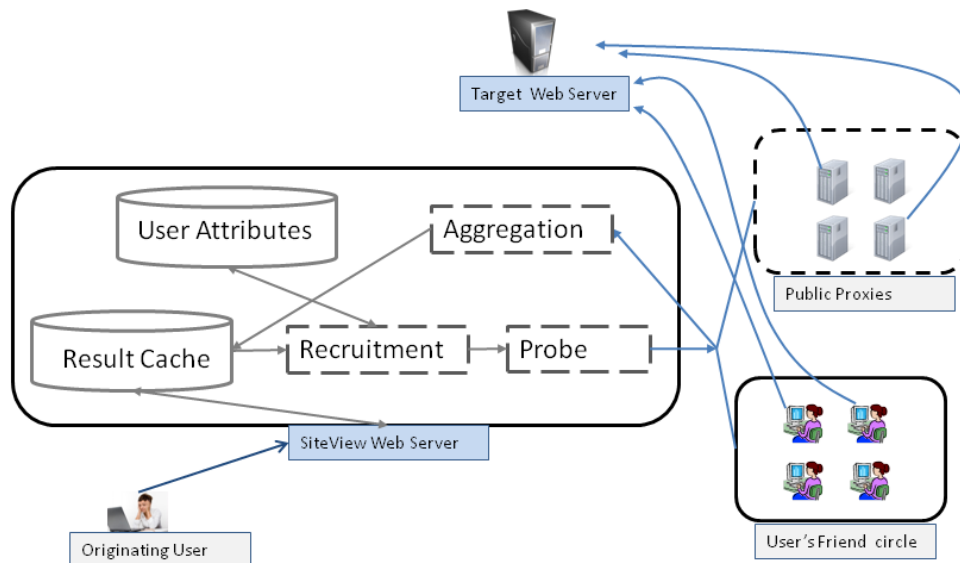 Target Web Server
User Attributes
Aggregation
Public Proxies
Result Cache
Recruitment
Probe
SiteView Web Server
Originating User
User's Friend circle